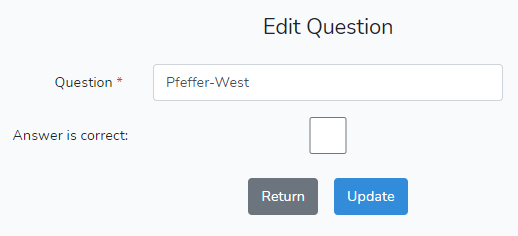 Edit Question
Question *
Pfeffer-West
Answer is correct:
Return
Update